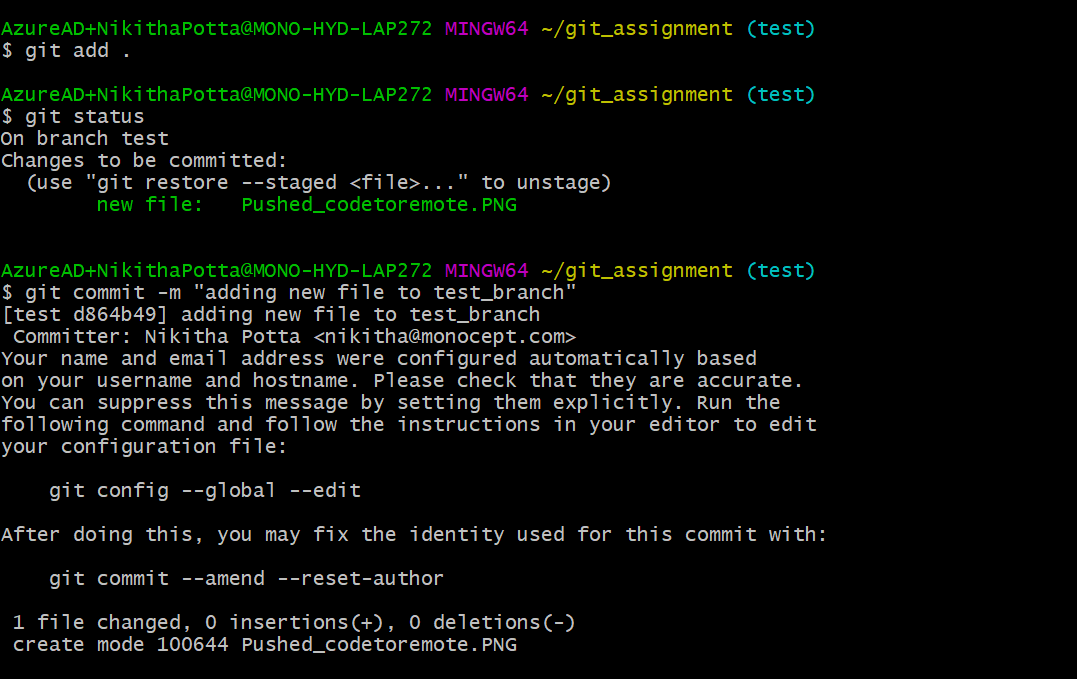 AzureAD+NikithaPotta@MONO-HYD-LAP272 MINGW64 ~/git_assignment (test)
$ git add .
AzureAD+NikithaPotta@MONO-HYD-LAP272 MINGW64 ~/git_assignment (test)
$ git status
On branch test
Changes to be committed:
  (use "git restore --staged <file>..." to unstage)
        new file:   Pushed_codetoremote.PNG
AzureAD+NikithaPotta@MONO-HYD-LAP272 MINGW64 ~/git_assignment (test)
$ git commit -m "adding new file to test_branch"
[test d864b49] adding new file to test_branch
 Committer: Nikitha Potta <nikitha@monocept.com>
Your name and email address were configured automatically based
on your username and hostname. Please check that they are accurate.
You can suppress this message by setting them explicitly. Run the
following command and follow the instructions in your editor to edit
your configuration file:
    git config --global --edit
After doing this, you may fix the identity used for this commit with:
    git commit --amend --reset-author
 1 file changed, 0 insertions(+), 0 deletions(-)
 create mode 100644 Pushed_codetoremote.PNG